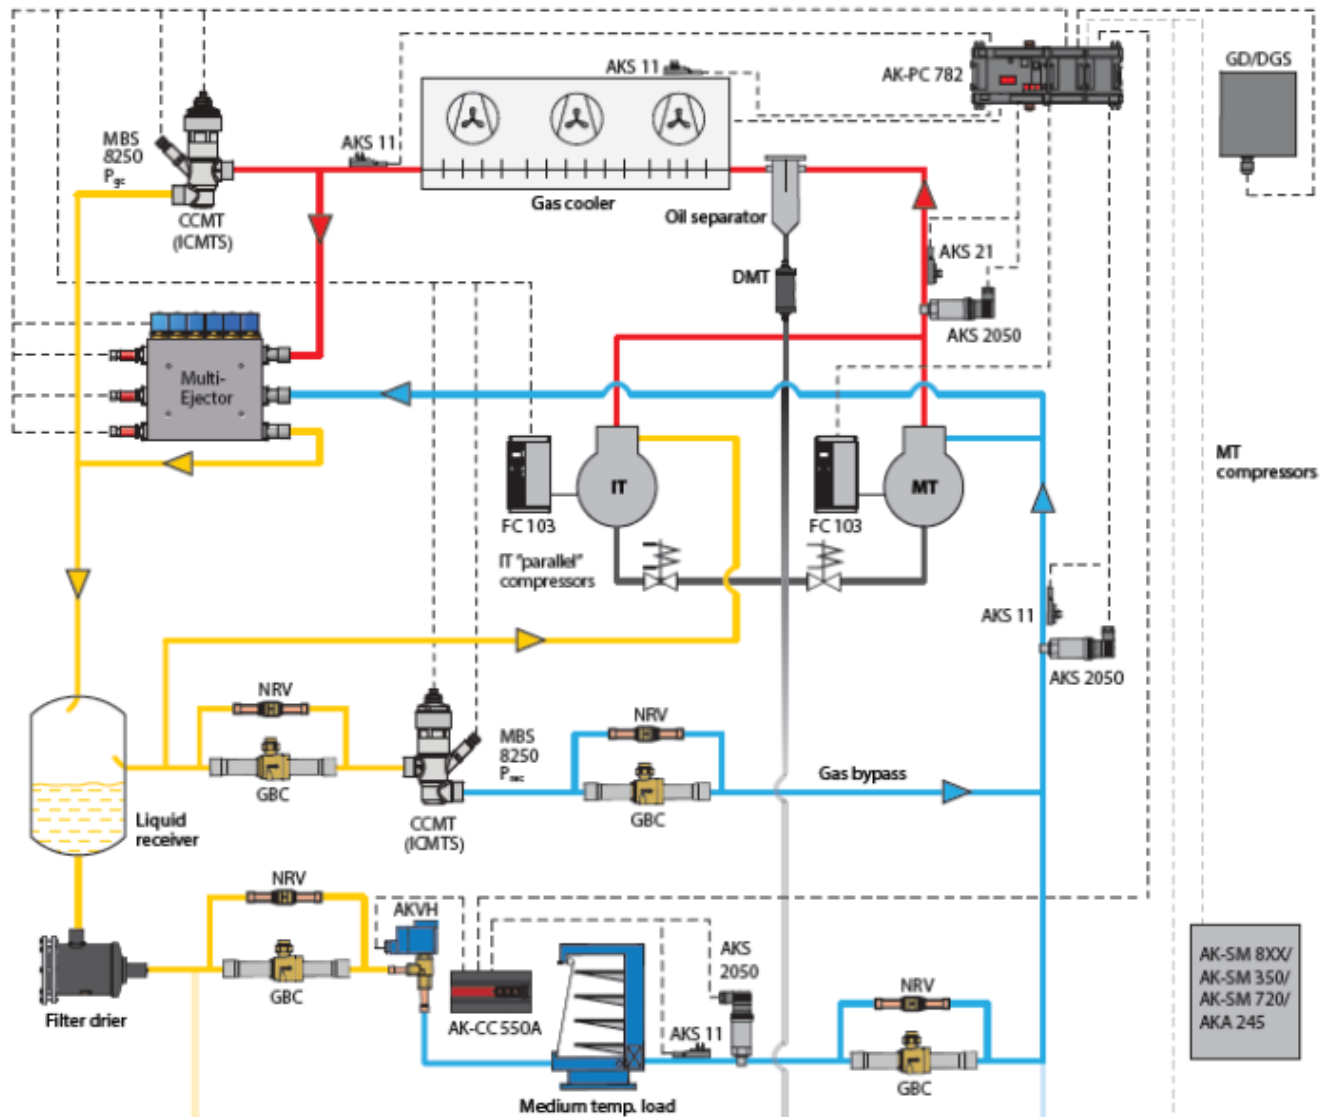 AKS 11
AK-PC 782
GD/DGS
MBS
8250
Pgc
AKS 11
CCMT
(ICMTS)
Gas cooler
Oil separator
AKS 21
DMT
AKS 2050
Multi-
Ejector
IT
MT
FC 103
FC 103
MT
compressors
IT "parallel"
compressors
AKS 11
AKS 2050
NRV
NRV
MBS
8250
Prec
GBC
Gas bypass
GBC
CCMT
(ICMTS)
Liquid
receiver
NRV
AKVH
AKS
2050
NRV
AK-SM 8XX/
AK-SM 350/
AK-SM 720/
AKA 245
GBC
Filter drier
AK-CC 550A
AKS 11
GBC
Medium temp. load